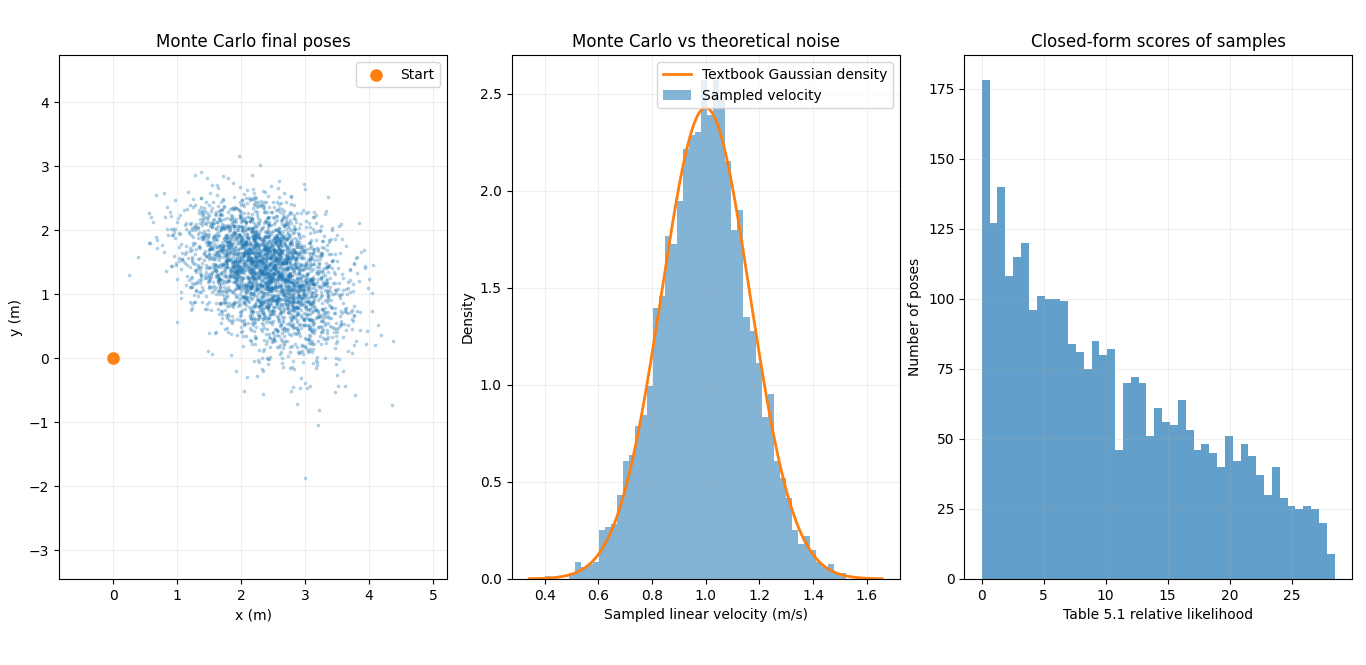 Monte Carlo final poses
Start
4
3
2
1
0
−1
−2
−3
y (m)
0 1 2 3 4 5
x (m)
Monte Carlo vs theoretical noise
Textbook Gaussian density
Sampled velocity
2.5
2.0
1.5
1.0
0.5
0.0
Density
0.4 0.6 0.8 1.0 1.2 1.4 1.6
Sampled linear velocity (m/s)
Closed-form scores of samples
175
150
125
100
75
50
25
0
Number of poses
0 5 10 15 20 25
Table 5.1 relative likelihood